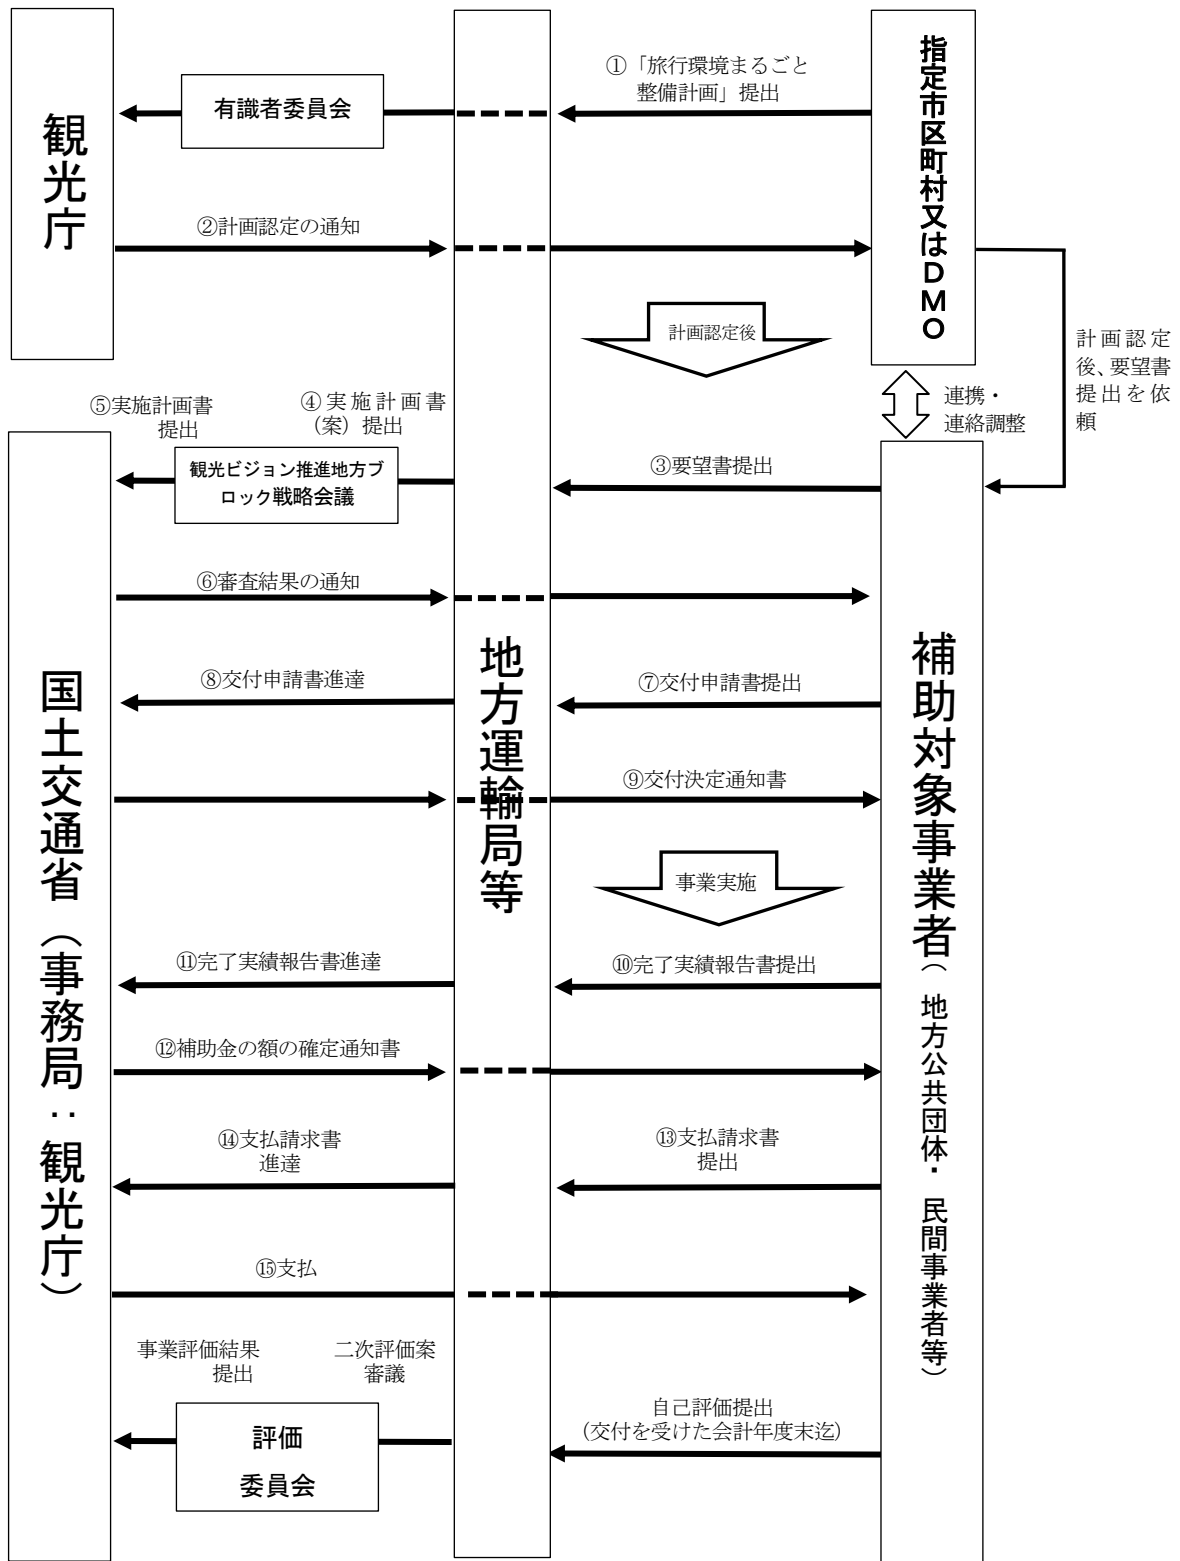 観光庁
有識者委員会
①「旅行環境まるごと
整備計画」提出
指定市区町村又はＤＭＯ
②計画認定の通知
計画認定後
計画認定
後、要望書
提出を依
頼
連携・
連絡調整
⑤実施計画書
提出
④実施計画書
（案）提出
観光ビジョン推進地方ブ
ロック戦略会議
③要望書提出
⑥審査結果の通知
国土交通省（事務局：観光庁）
地方運輸局等
補助対象事業者（地方公共団体・民間事業者等）
⑧交付申請書進達
⑦交付申請書提出
⑨交付決定通知書
事業実施
⑪完了実績報告書進達
⑩完了実績報告書提出
⑫補助金の額の確定通知書
⑭支払請求書
進達
⑬支払請求書
提出
⑮支払
事業評価結果
提出
二次評価案
審議
評価
委員会
自己評価提出
(交付を受けた会計年度末迄)